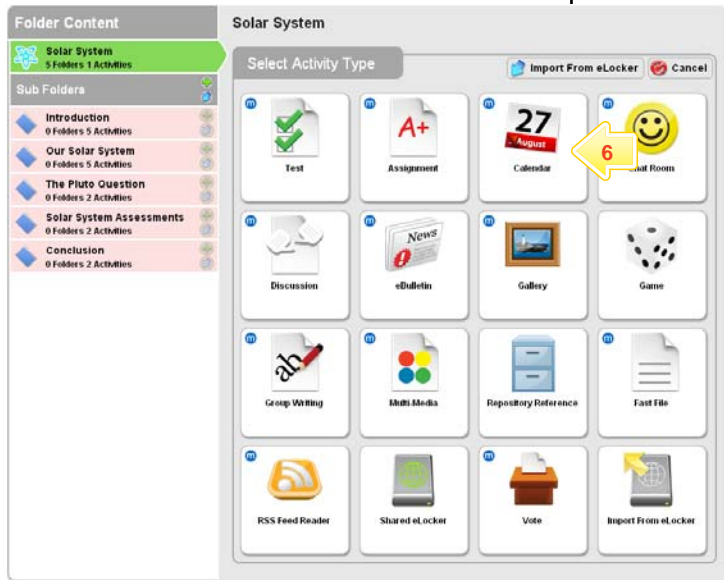 Folder Content
Solar System
Solar System
5 Folders 1 Activities
Sub Folders
Introduction
0 Folders 5 Activities
Our Solar System
0 Folders 5 Activities
The Pluto Question
0 Folders 2 Activities
Solar System Assessments
0 Folders 2 Activities
Conclusion
0 Folders 2 Activities
Select Activity Type
Import From eLocker
Cancel
m
m
m
m
A+
27
August
6
Test
Assignment
Calendar
hat Room
m
m
m
News
Discussion
eBulletin
Gallery
Game
m
m
m
ab
Group Writing
Multi-Media
Repository Reference
Fast File
m
m
RSS Feed Reader
Shared eLocker
Vote
Import From eLocker